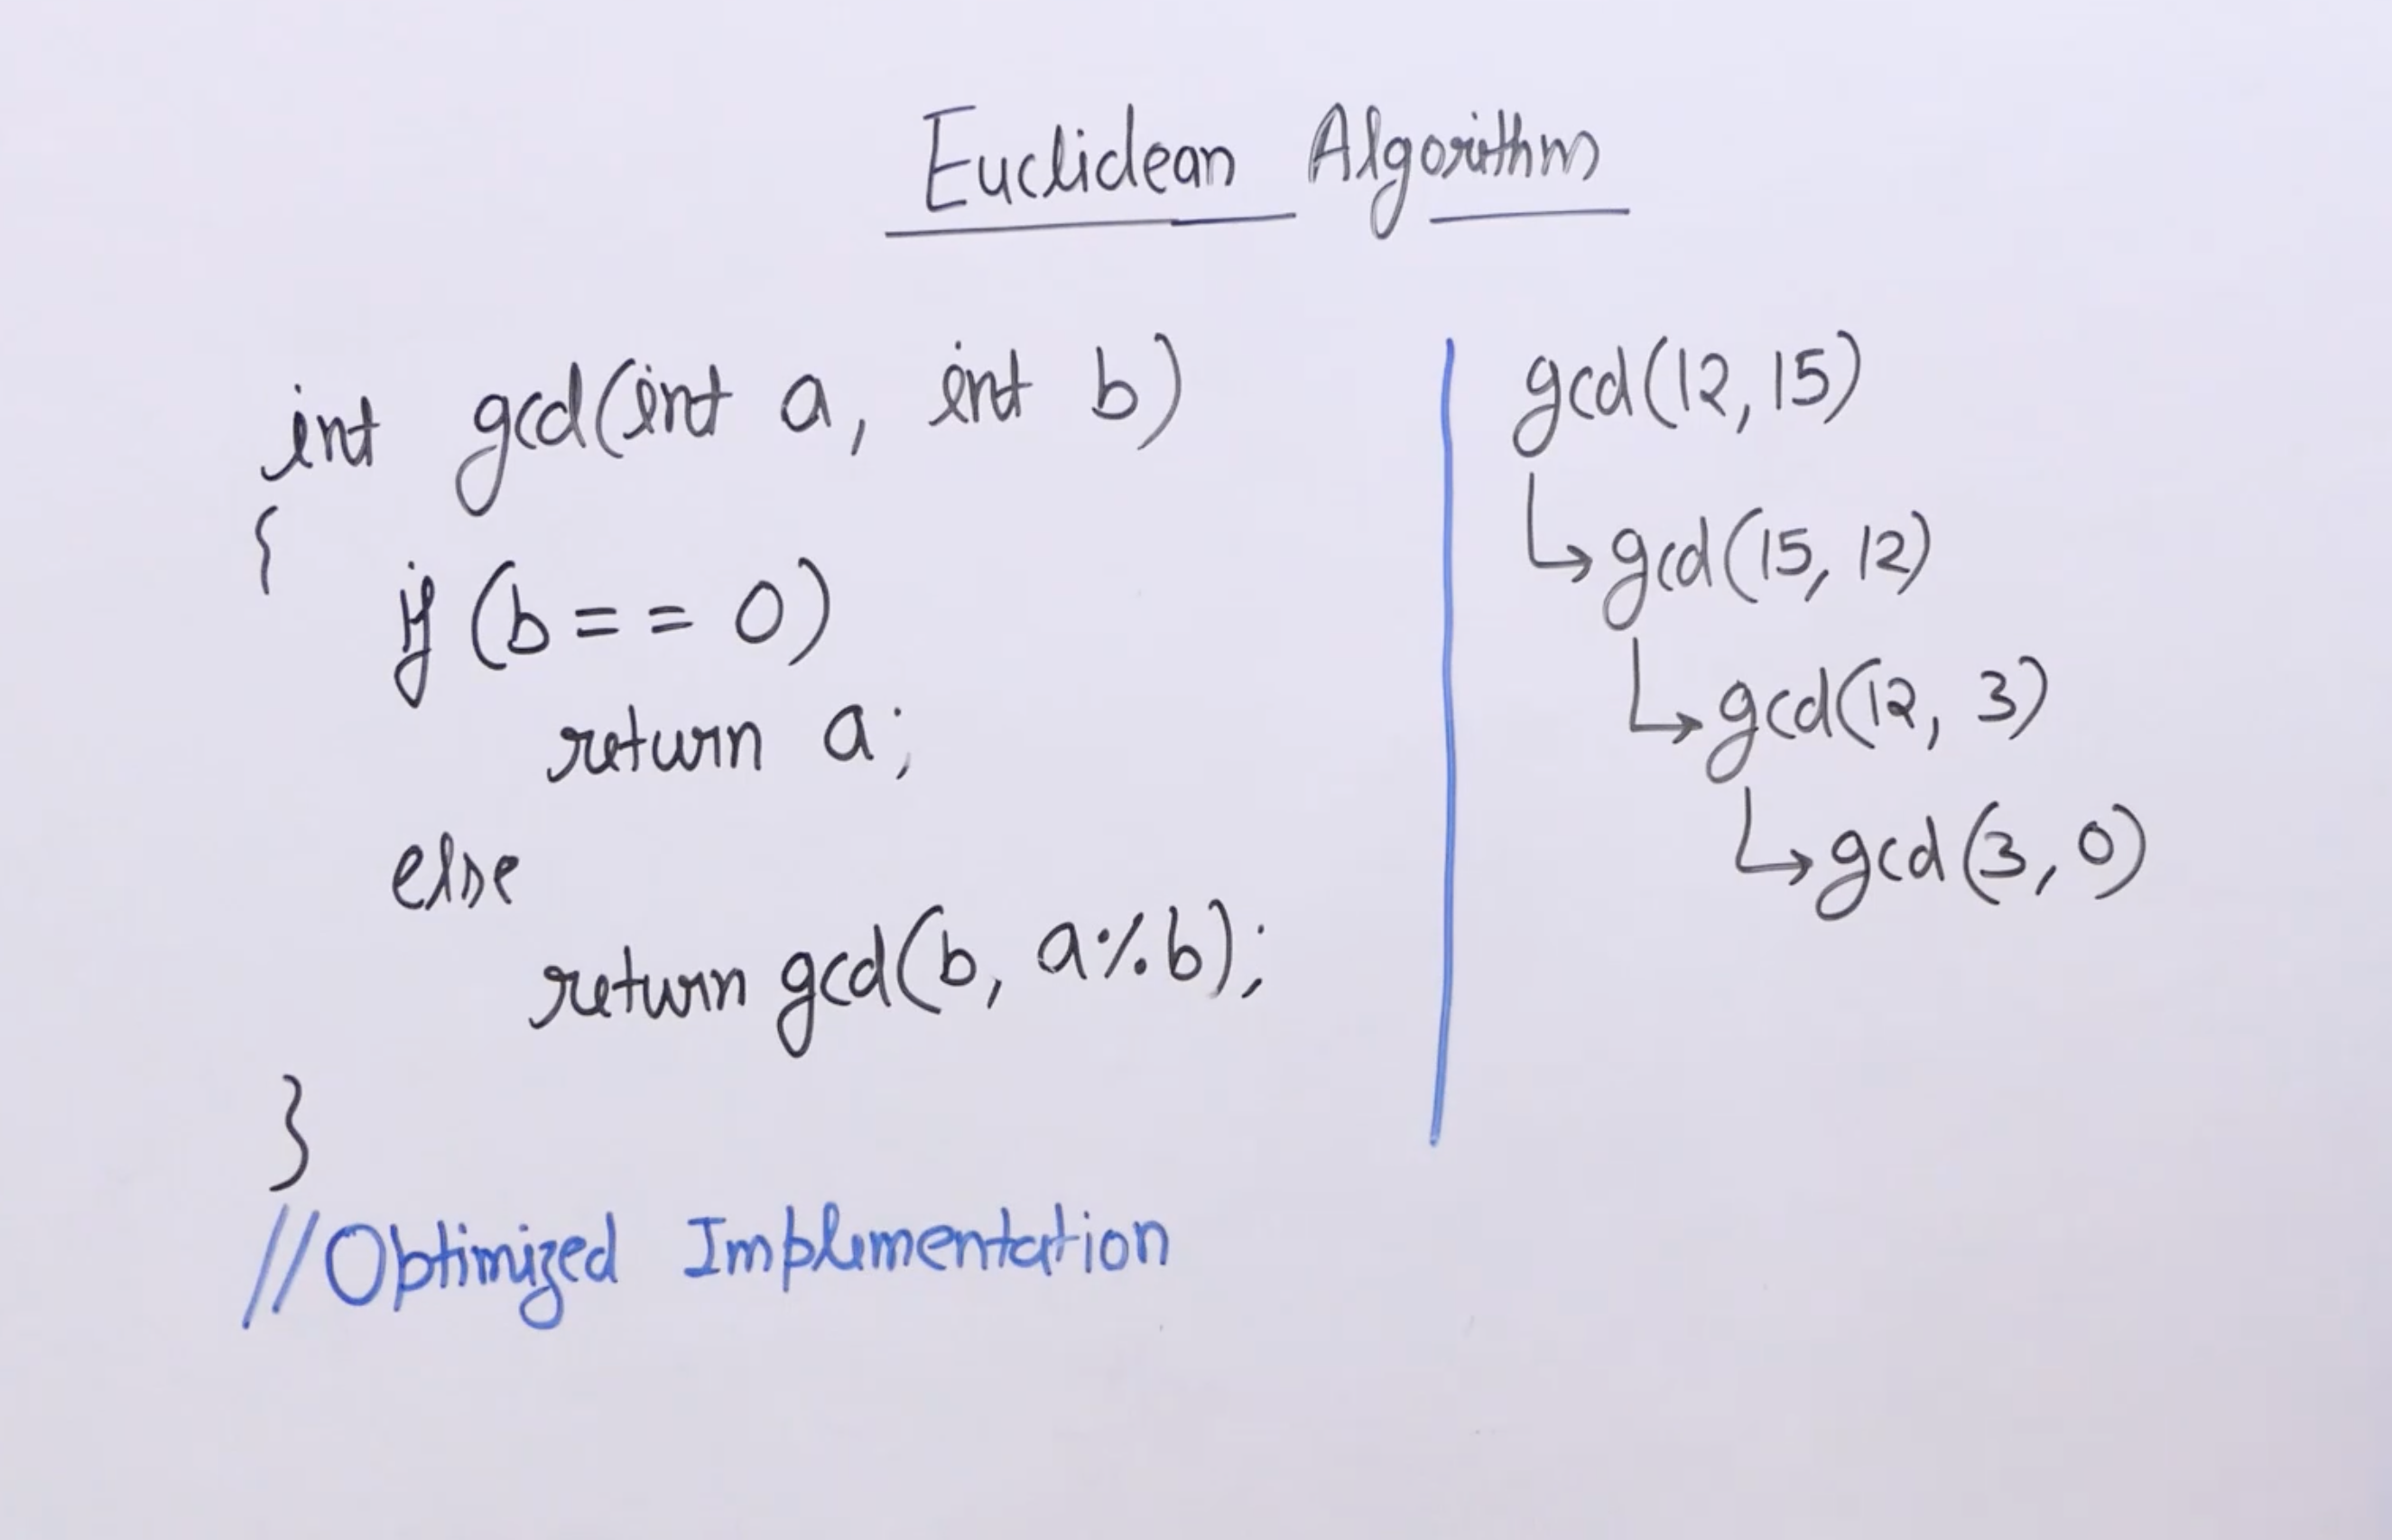 Euclidean Algorithm
int gcd(int a, int b)
{
if (b == 0)
return a;
else
return gcd(b, a%b);
}
//Optimized Implementation
gcd(12,15)
↳gcd(15, 12)
↳gcd(12, 3)
↳gcd(3, 0)